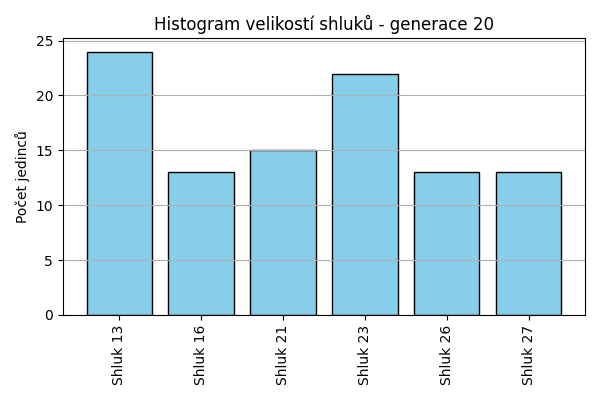 Histogram velikostí shluků - generace 20
Počet jedinců
25
20
15
10
5
0
Shluk 13
Shluk 16
Shluk 21
Shluk 23
Shluk 26
Shluk 27